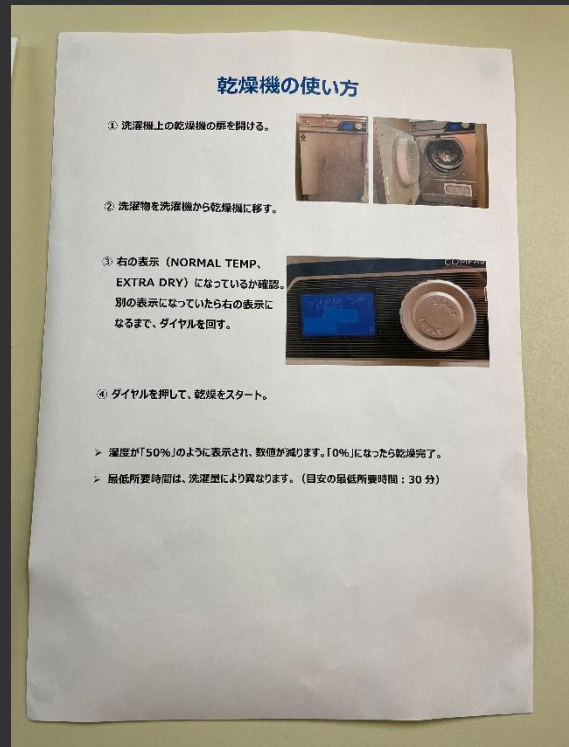 乾燥機の使い方
① 洗濯機上の乾燥機の扉を開ける。
② 洗濯物を洗濯機から乾燥機に移す。
③ 右の表示（NORMAL TEMP、
EXTRA DRY）になっているか確認。
別の表示になっていたら右の表示に
なるまで、ダイヤルを回す。
COMPAS
START
④ ダイヤルを押して、乾燥をスタート。
➢ 湿度が「50％」のように表示され、数値が減ります。「0％」になったら乾燥完了。
➢ 最低所要時間は、洗濯量により異なります。（目安の最低所要時間：30 分）